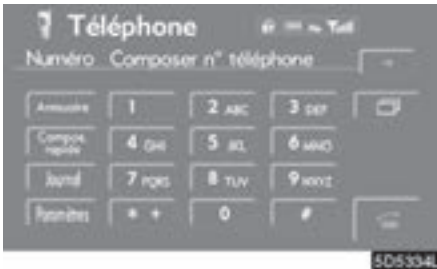 Téléphone
Numéro Composer n° téléphone
Annuaire 1 2 ABC 3 DEF
Compos. rapide 4 GHI 5 JKL 6 MNO
Journal 7 PQRS 8 TUV 9 WXYZ
Paramètres * + 0 #
5D5334L